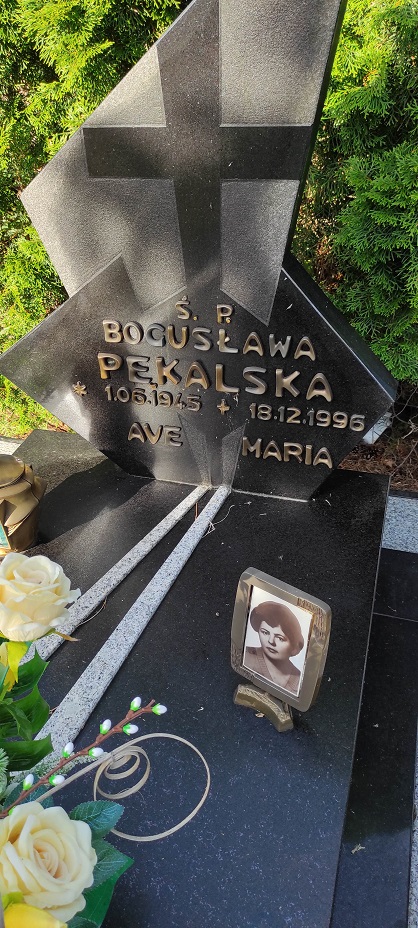 Ś. P.
BOGUSŁAWA
PĘKALSKA
* 1.06.1945 + 18.12.1996
AVE MARIA